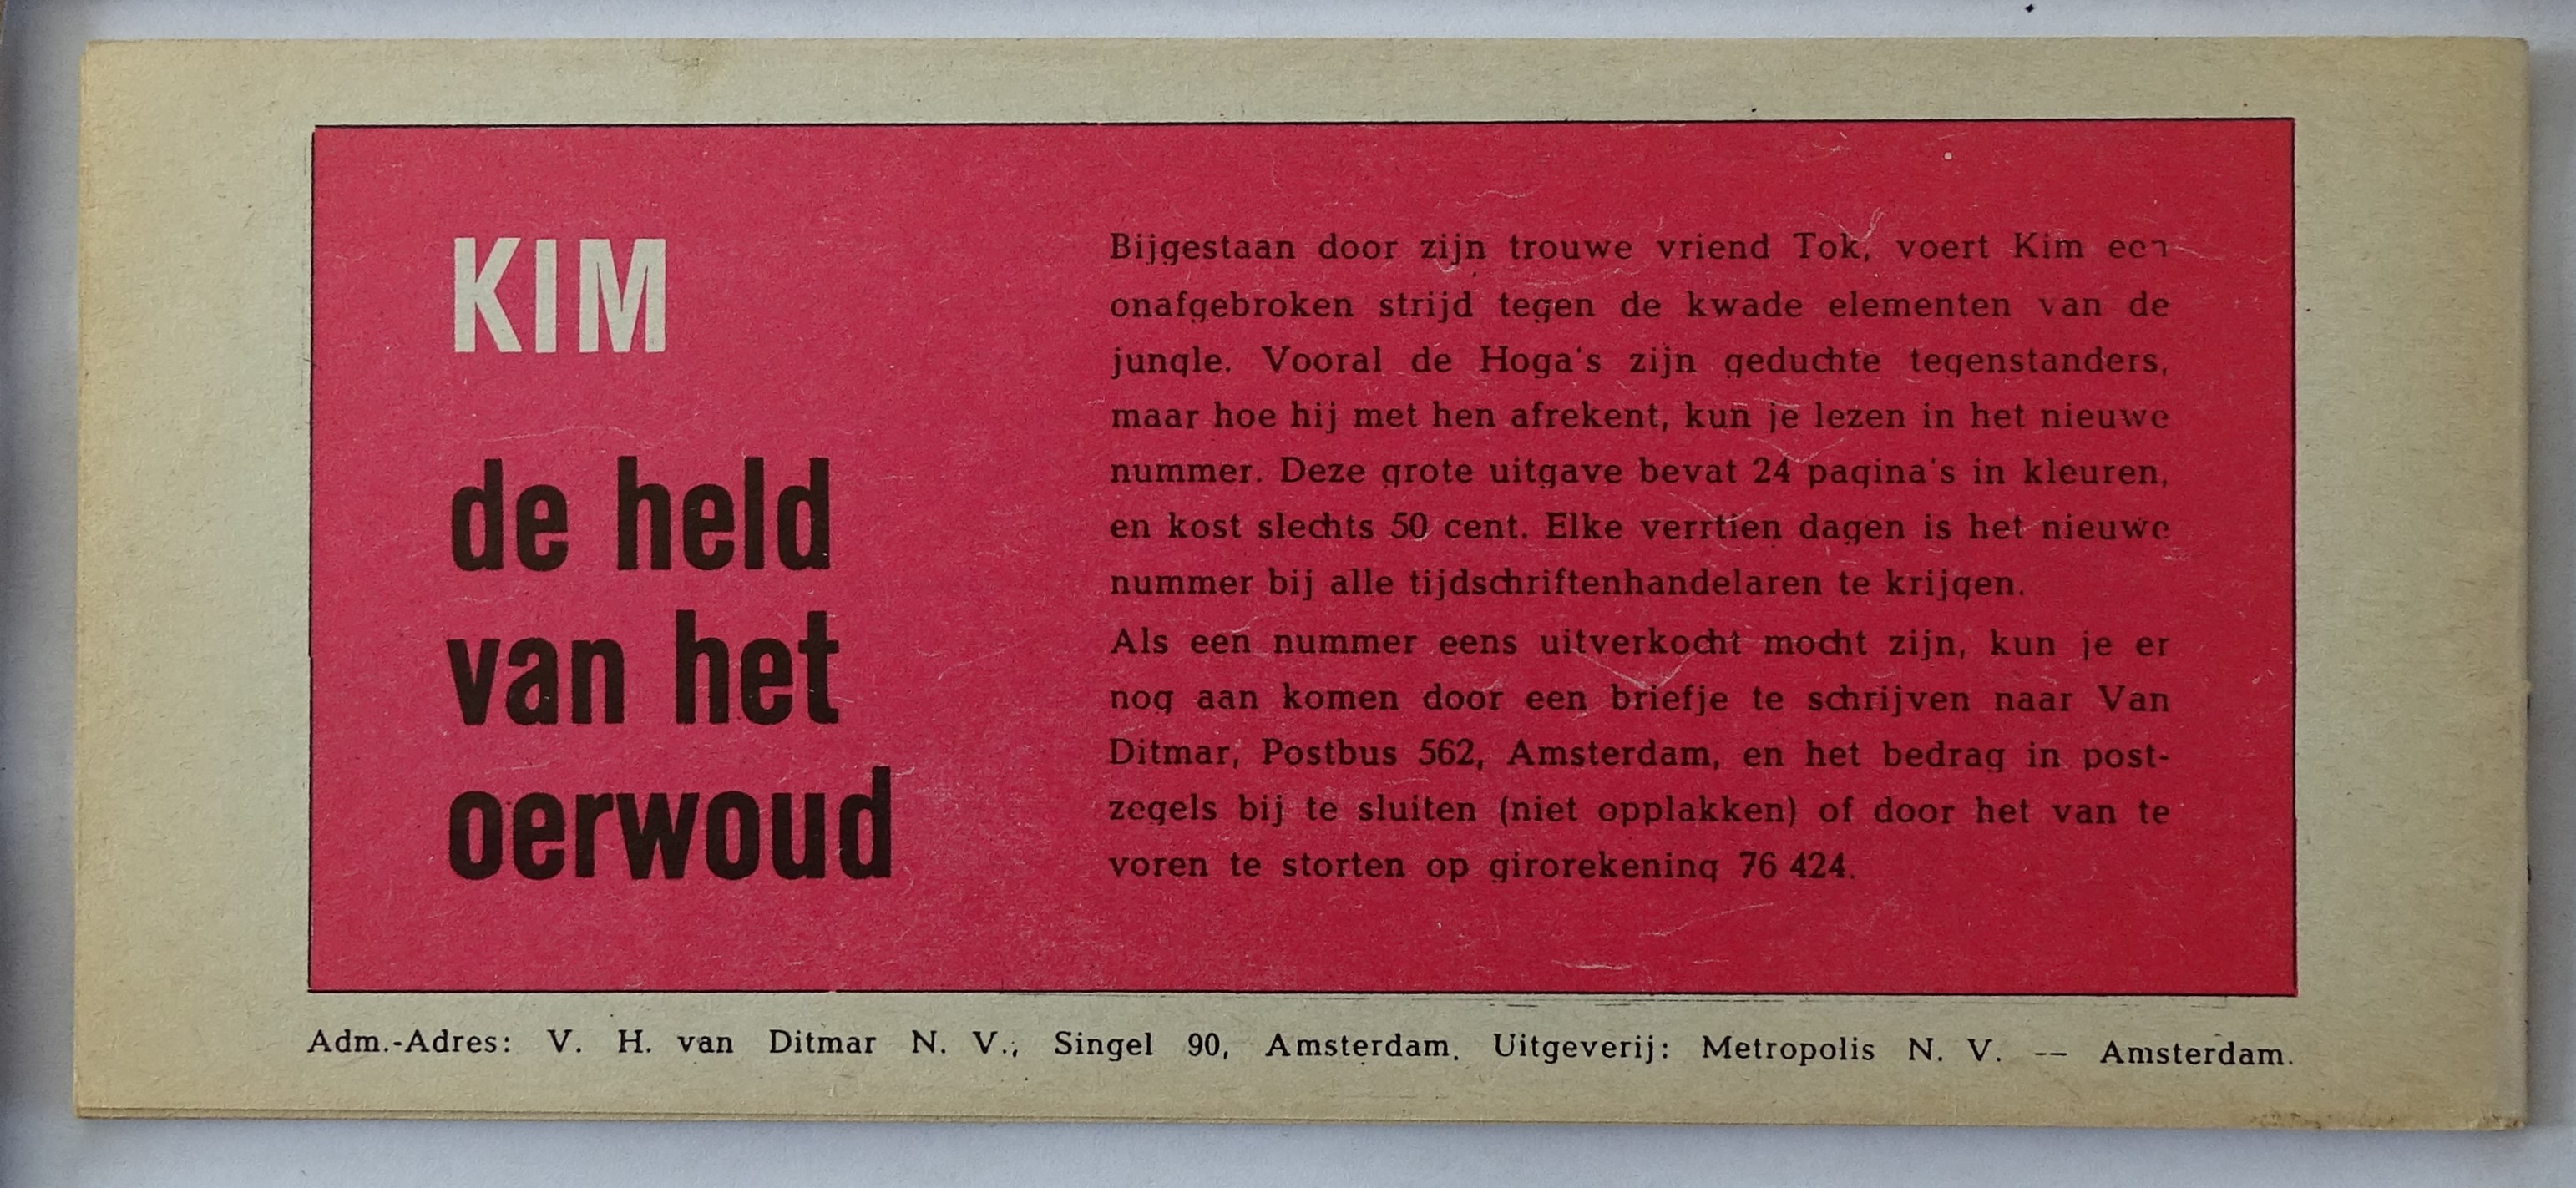 KIM
de held
van het
oerwoud
Bijgestaan door zijn trouwe vriend Tok, voert Kim een
onafgebroken strijd tegen de kwade elementen van de
jungle. Vooral de Hoga's zijn geduchte tegenstanders,
maar hoe hij met hen afrekent, kun je lezen in het nieuwe
nummer. Deze grote uitgave bevat 24 pagina's in kleuren,
en kost slechts 50 cent. Elke verrtien dagen is het nieuwe
nummer bij alle tijdschriftenhandelaren te krijgen.
Als een nummer eens uitverkocht mocht zijn, kun je er
nog aan komen door een briefje te schrijven naar Van
Ditmar, Postbus 562, Amsterdam, en het bedrag in post-
zegels bij te sluiten (niet opplakken) of door het van te
voren te storten op girorekening 76 424.
Adm.-Adres: V. H. van Ditmar N. V., Singel 90, Amsterdam. Uitgeverij: Metropolis N. V. -- Amsterdam.